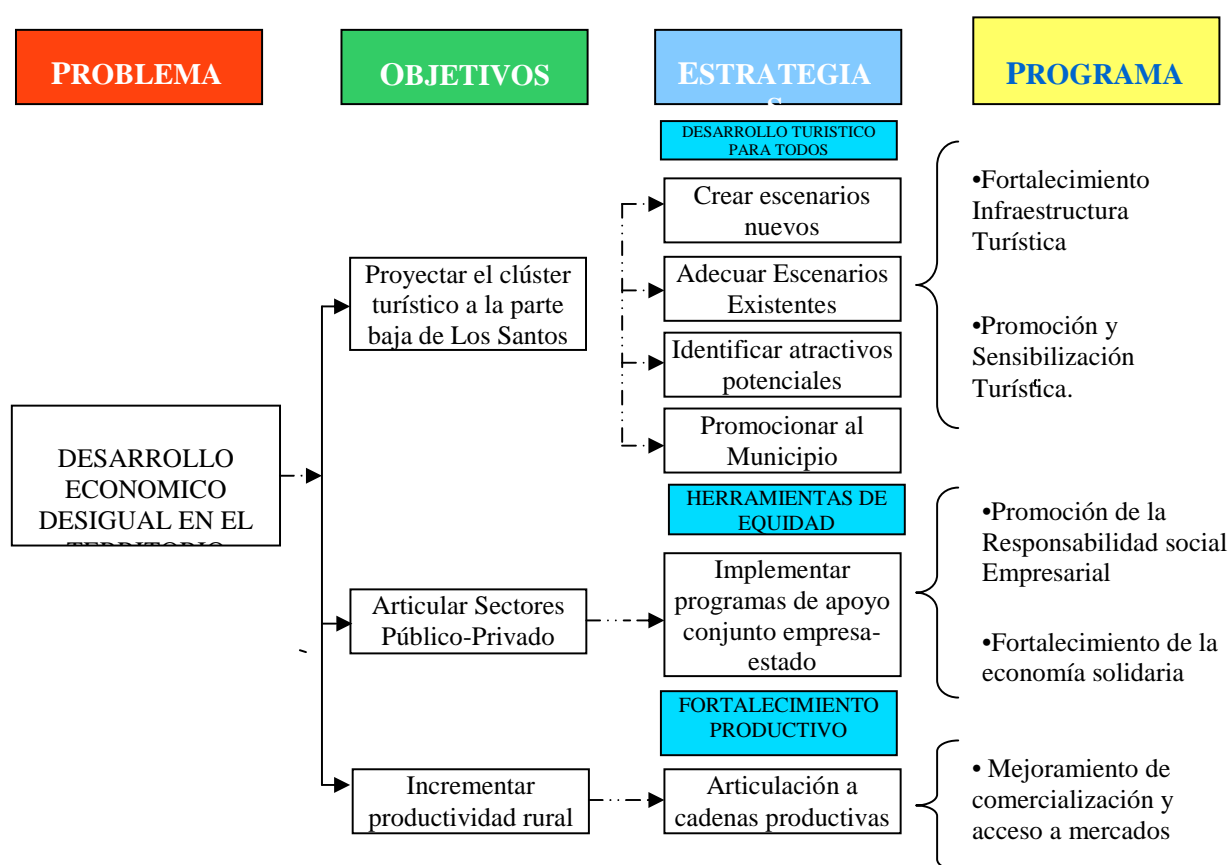 PROBLEMA
OBJETIVOS
ESTRATEGIA
S
PROGRAMA
DESARROLLO TURISTICO
PARA TODOS
Crear escenarios
nuevos
Adecuar Escenarios
Existentes
Identificar atractivos
potenciales
Promocionar al
Municipio
•Fortalecimiento
Infraestructura
Turística
•Promoción y
Sensibilización
Turística.
Proyectar el clúster
turístico a la parte
baja de Los Santos
DESARROLLO
ECONOMICO
DESIGUAL EN EL
TERRITORIO
HERRAMIENTAS DE
EQUIDAD
Articular Sectores
Público-Privado
Implementar
programas de apoyo
conjunto empresa-
estado
•Promoción de la
Responsabilidad social
Empresarial
•Fortalecimiento de la
economía solidaria
FORTALECIMIENTO
PRODUCTIVO
Incrementar
productividad rural
Articulación a
cadenas productivas
• Mejoramiento de
comercialización y
acceso a mercados